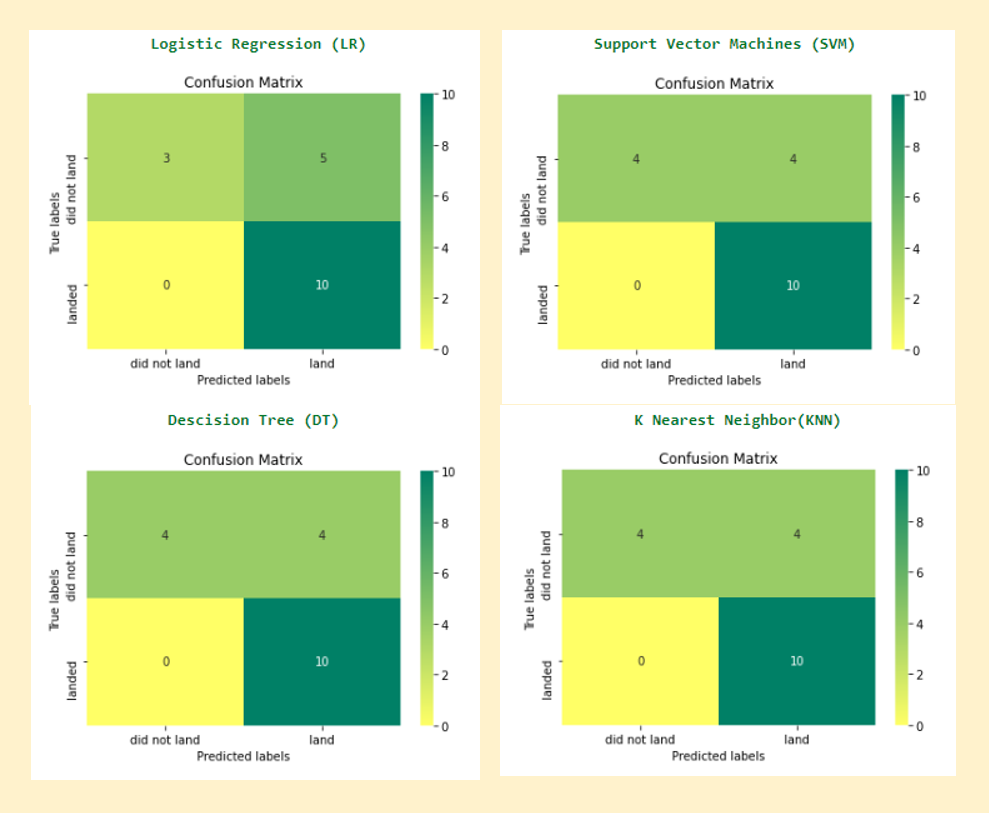 Logistic Regression (LR)
Confusion Matrix
True labels
did not land
landed
3
5
0
10
10
8
6
4
2
0
did not land
land
Predicted labels
Support Vector Machines (SVM)
Confusion Matrix
True labels
did not land
landed
4
4
0
10
10
8
6
4
2
0
did not land
land
Predicted labels
Descision Tree (DT)
Confusion Matrix
True labels
did not land
landed
4
4
0
10
10
8
6
4
2
0
did not land
land
Predicted labels
K Nearest Neighbor(KNN)
Confusion Matrix
True labels
did not land
landed
4
4
0
10
10
8
6
4
2
0
did not land
land
Predicted labels